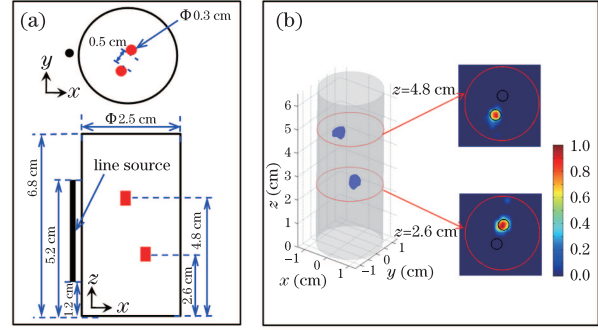 (a)
Φ0.3 cm
0.5 cm
y
x
Φ2.5 cm
line source
6.8 cm
5.2 cm
1.2 cm
4.8 cm
2.6 cm
z
x
(b)
z=4.8 cm
z=2.6 cm
z (cm)
6
5
4
3
2
1
0
x (cm)
-1
0
1
y (cm)
-1
0
1
1.0
0.8
0.6
0.4
0.2
0.0